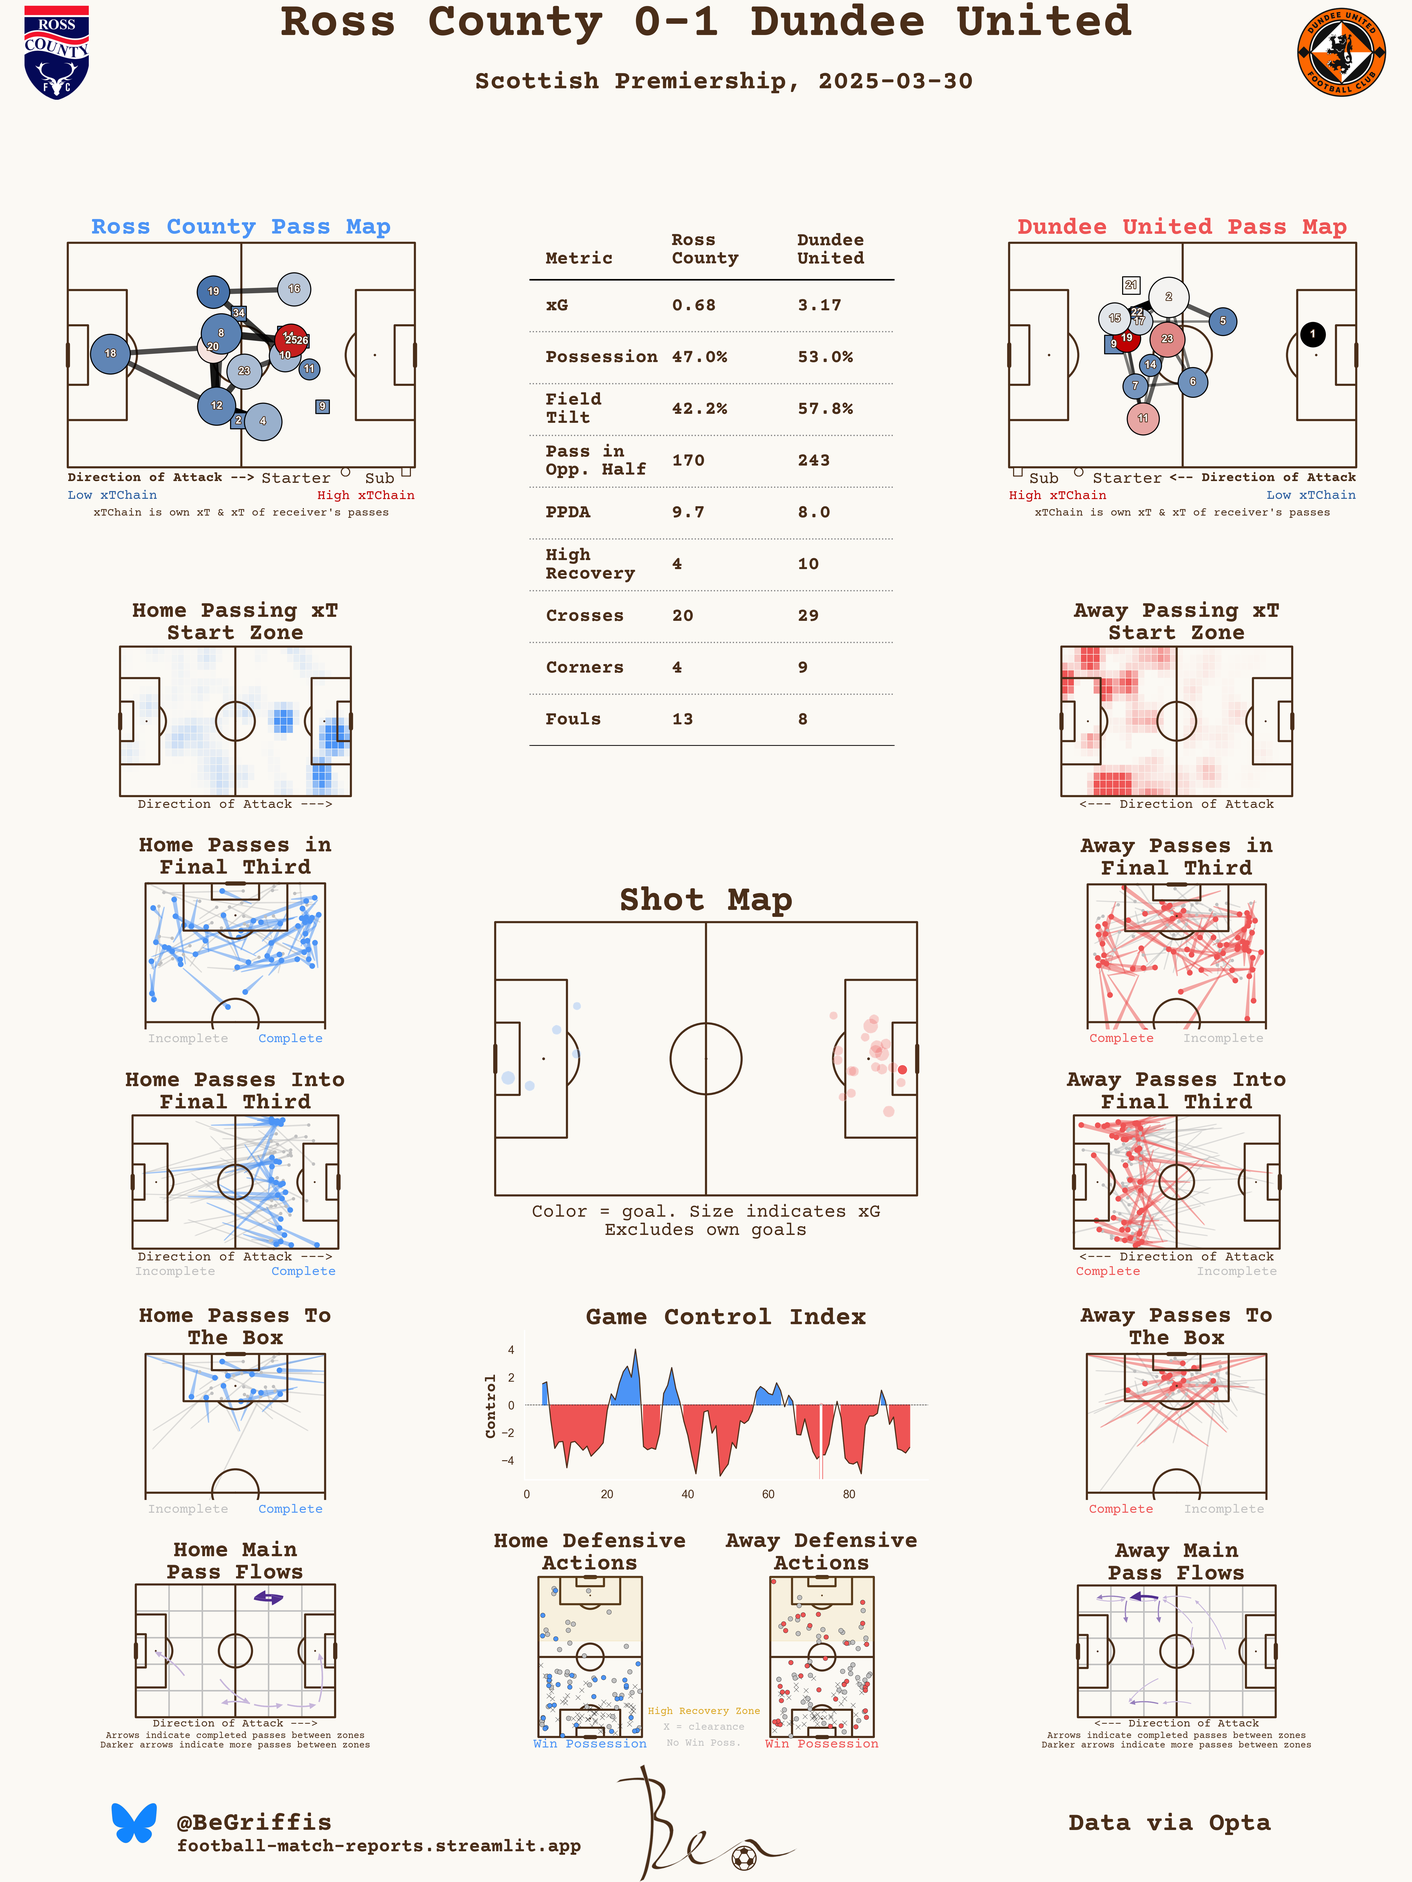 Ross County 0-1 Dundee United
Scottish Premiership, 2025-03-30
ROSS
COUNTY
F C
DUNDEE UNITED
FOOTBALL CLUB
Ross County Pass Map
19
16
34
8
20
14
25
26
10
18
11
23
12
2
4
9
Direction of Attack --> Starter Sub
Low xTChain High xTChain
xTChain is own xT & xT of receiver's passes
Metric Ross County Dundee United
xG 0.68 3.17
Possession 47.0% 53.0%
Field Tilt 42.2% 57.8%
Pass in Opp. Half 170 243
PPDA 9.7 8.0
High Recovery 4 10
Crosses 20 29
Corners 4 9
Fouls 13 8
Dundee United Pass Map
21
2
22
15
17
5
1
9
19
23
14
7
6
11
Sub Starter <-- Direction of Attack
High xTChain Low xTChain
xTChain is own xT & xT of receiver's passes
Home Passing xT
Start Zone
Direction of Attack --->
Away Passing xT
Start Zone
<--- Direction of Attack
Home Passes in
Final Third
Incomplete Complete
Shot Map
Color = goal. Size indicates xG
Excludes own goals
Away Passes in
Final Third
Complete Incomplete
Home Passes Into
Final Third
Direction of Attack --->
Incomplete Complete
Away Passes Into
Final Third
<--- Direction of Attack
Complete Incomplete
Home Passes To
The Box
Incomplete Complete
Game Control Index
Control
4
2
0
−2
−4
0 20 40 60 80
Away Passes To
The Box
Complete Incomplete
Home Main
Pass Flows
Direction of Attack --->
Arrows indicate completed passes between zones
Darker arrows indicate more passes between zones
Home Defensive
Actions
Win Possession
Away Defensive
Actions
Win Possession
High Recovery Zone
X = clearance
No Win Poss.
Away Main
Pass Flows
<--- Direction of Attack
Arrows indicate completed passes between zones
Darker arrows indicate more passes between zones
@BeGriffis
football-match-reports.streamlit.app
Ben
Data via Opta